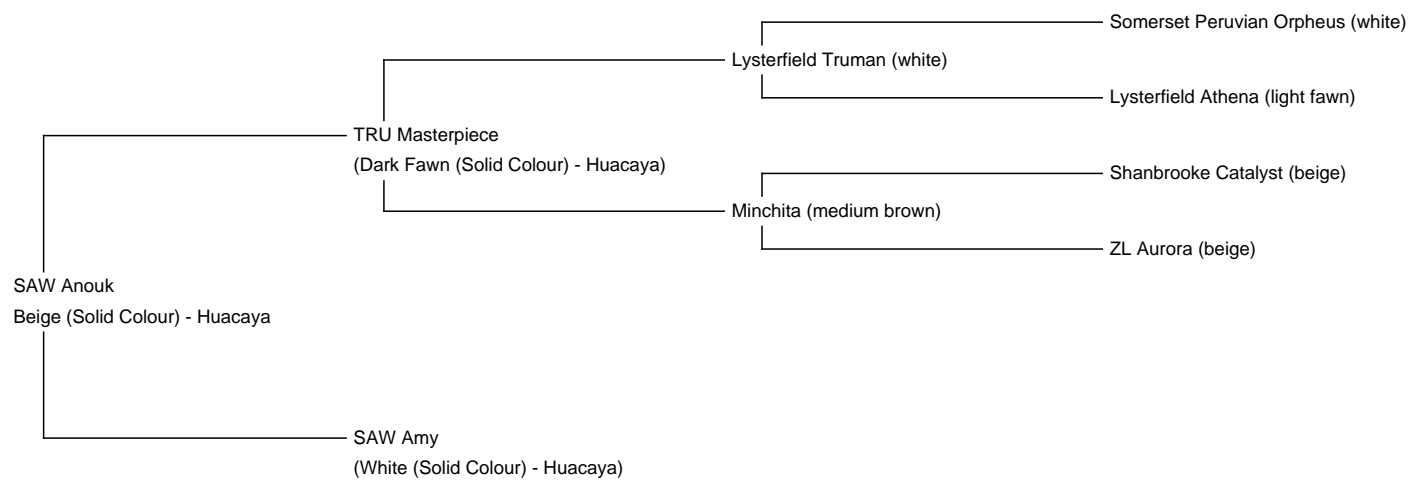 Somerset Peruvian Orpheus (white)
Lysterfield Truman (white)
Lysterfield Athena (light fawn)
TRU Masterpiece
(Dark Fawn (Solid Colour) - Huacaya)
Shanbrooke Catalyst (beige)
Minchita (medium brown)
ZL Aurora (beige)
SAW Anouk
Beige (Solid Colour) - Huacaya
SAW Amy
(White (Solid Colour) - Huacaya)